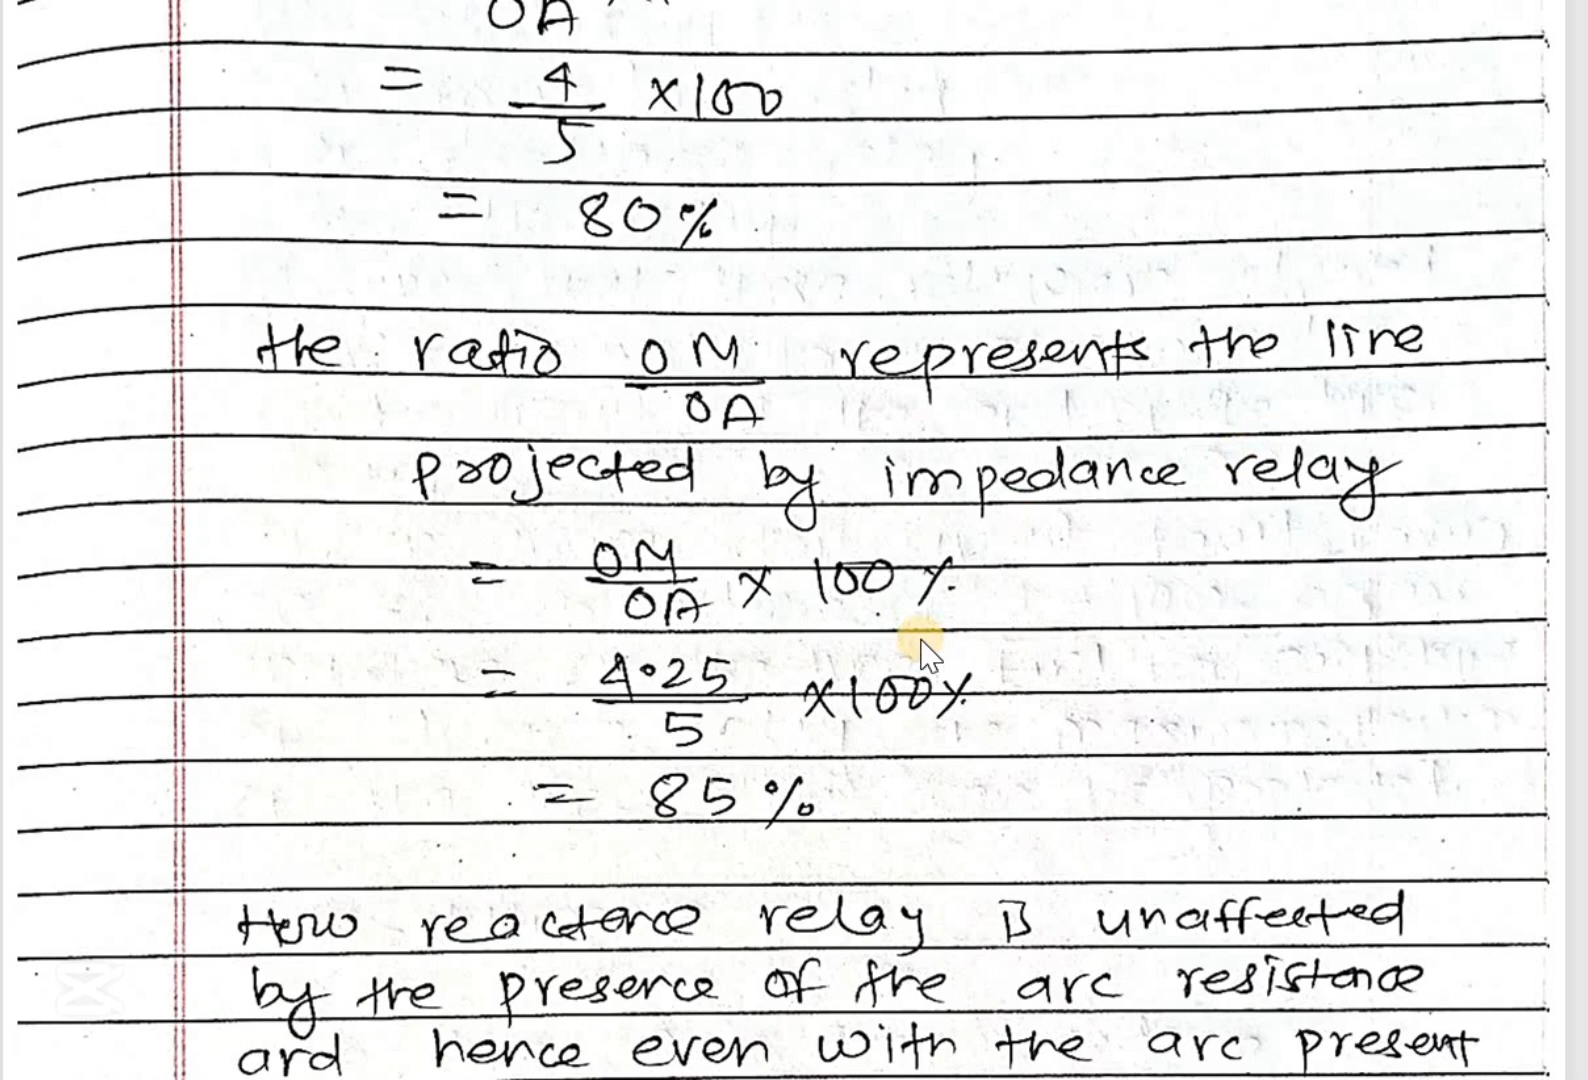 OA
= 4/5 ×100
= 80%
the ratio OM/OA represents the line
projected by impedance relay
= OM/OA × 100 %
= 4.25/5 ×100%
= 85%
How reactance relay is unaffected
by the presence of the arc resistance
and hence even with the arc present